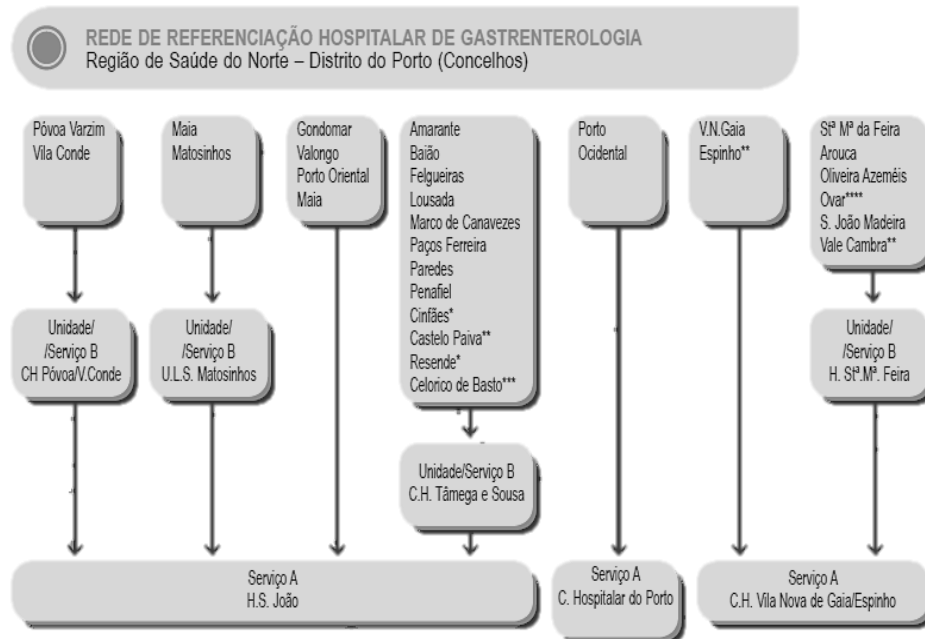 REDE DE REFERENCIAÇÃO HOSPITALAR DE GASTRENTEROLOGIA
Região de Saúde do Norte – Distrito do Porto (Concelhos)
Póvoa Varzim
Vila Conde
Maia
Matosinhos
Gondomar
Valongo
Porto Oriental
Maia
Amarante
Baião
Felgueiras
Lousada
Marco de Canavezes
Paços Ferreira
Paredes
Penafiel
Cinfães*
Castelo Paiva**
Resende*
Celorico de Basto***
Porto
Ocidental
V.N.Gaia
Espinho**
Stª Mª da Feira
Arouca
Oliveira Azeméis
Ovar****
S. João Madeira
Vale Cambra**
Unidade/
/Serviço B
CH Póvoa/V.Conde
Unidade/
/Serviço B
U.L.S. Matosinhos
Unidade/
/Serviço B
H. Stª.Mª. Feira
Unidade/Serviço B
C.H. Tâmega e Sousa
Serviço A
H.S. João
Serviço A
C. Hospitalar do Porto
Serviço A
C.H. Vila Nova de Gaia/Espinho